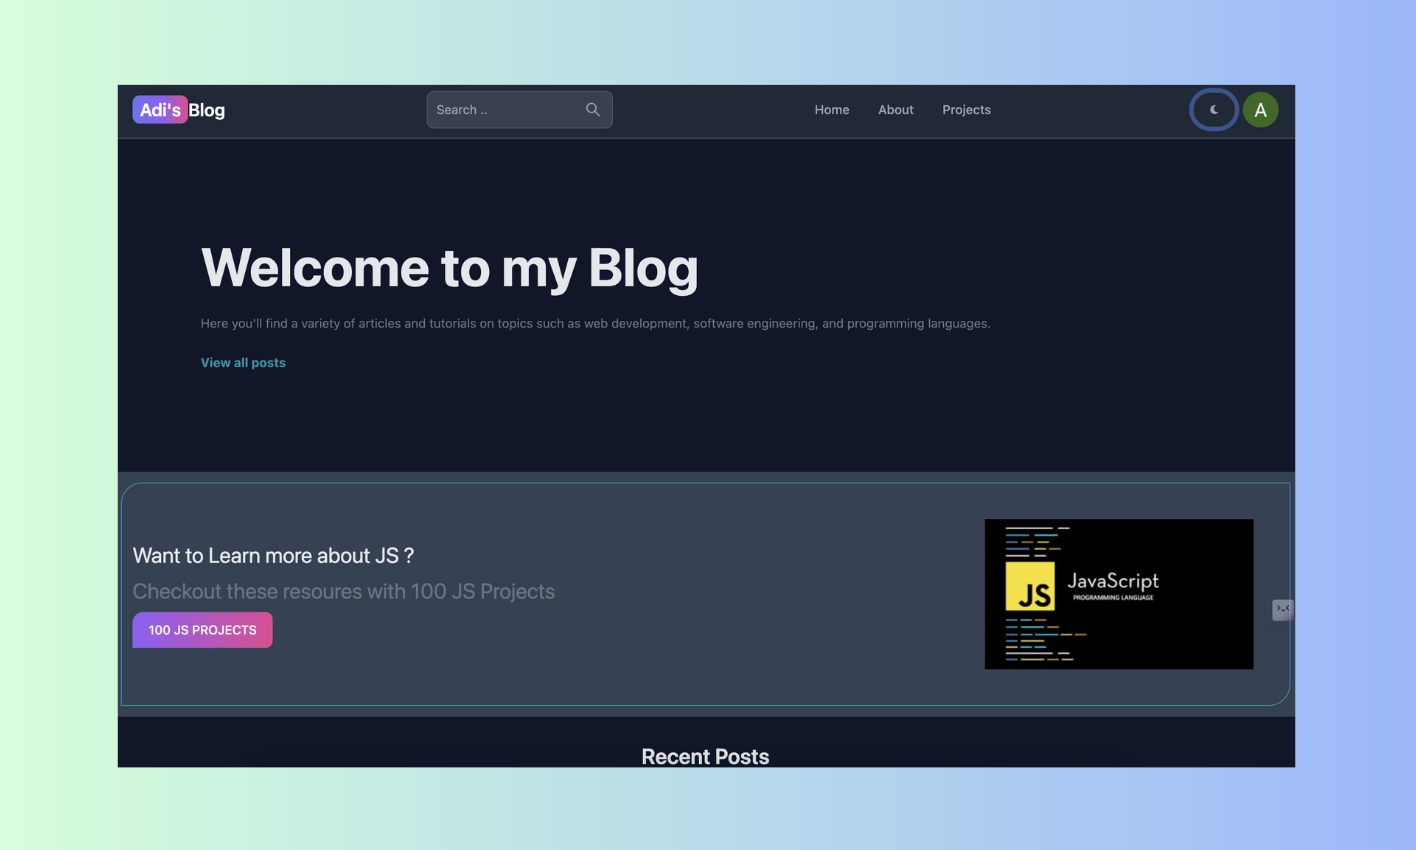 Adi's Blog
Search ..
Home About Projects
A
Welcome to my Blog
Here you'll find a variety of articles and tutorials on topics such as web development, software engineering, and programming languages.
View all posts
Want to Learn more about JS ?
Checkout these resoures with 100 JS Projects
100 JS PROJECTS
JS
JavaScript
PROGRAMMING LANGUAGE
Recent Posts